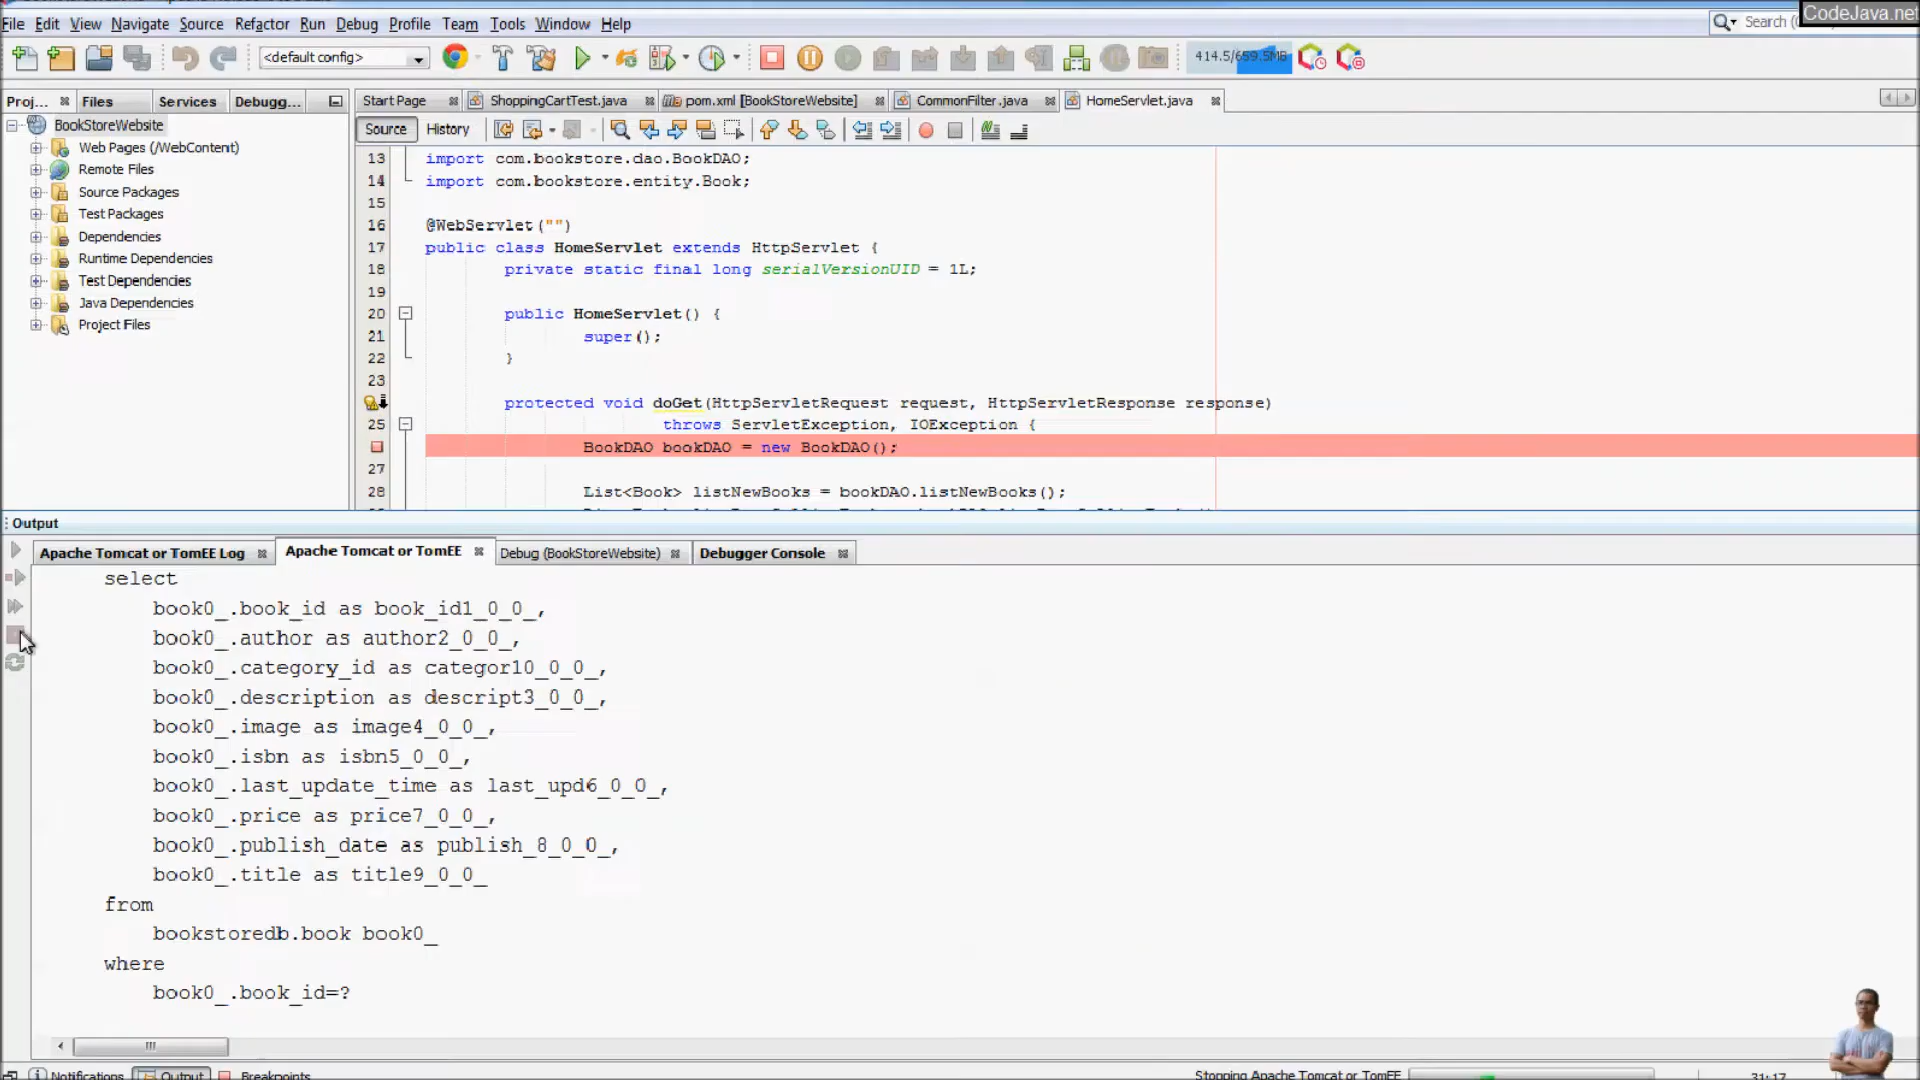 CodeJava.net
File Edit View Navigate Source Refactor Run Debug Profile Team Tools Window Help
Search (
<default config>
414.5/659.5MB
Proj... Files Services Debugg...
Start Page ShoppingCartTest.java pom.xml [BookStoreWebsite] CommonFilter.java HomeServlet.java
BookStoreWebsite
Web Pages (/WebContent)
Remote Files
Source Packages
Test Packages
Dependencies
Runtime Dependencies
Test Dependencies
Java Dependencies
Project Files
Source History
13 import com.bookstore.dao.BookDAO;
14 import com.bookstore.entity.Book;
15
16 @WebServlet("")
17 public class HomeServlet extends HttpServlet {
18 private static final long serialVersionUID = 1L;
19
20 public HomeServlet() {
21 super();
22 }
23
protected void doGet(HttpServletRequest request, HttpServletResponse response)
25 throws ServletException, IOException {
BookDAO bookDAO = new BookDAO();
27
28 List<Book> listNewBooks = bookDAO.listNewBooks();
Output
Apache Tomcat or TomEE Log Apache Tomcat or TomEE Debug (BookStoreWebsite) Debugger Console
select
book0_.book_id as book_id1_0_0_,
book0_.author as author2_0_0_,
book0_.category_id as categor10_0_0_,
book0_.description as descript3_0_0_,
book0_.image as image4_0_0_,
book0_.isbn as isbn5_0_0_,
book0_.last_update_time as last_upd6_0_0_,
book0_.price as price7_0_0_,
book0_.publish_date as publish_8_0_0_,
book0_.title as title9_0_0_
from
bookstoredb.book book0_
where
book0_.book_id=?
Notifications Output Breakpoints
Stopping Apache Tomcat or TomEE
31:17